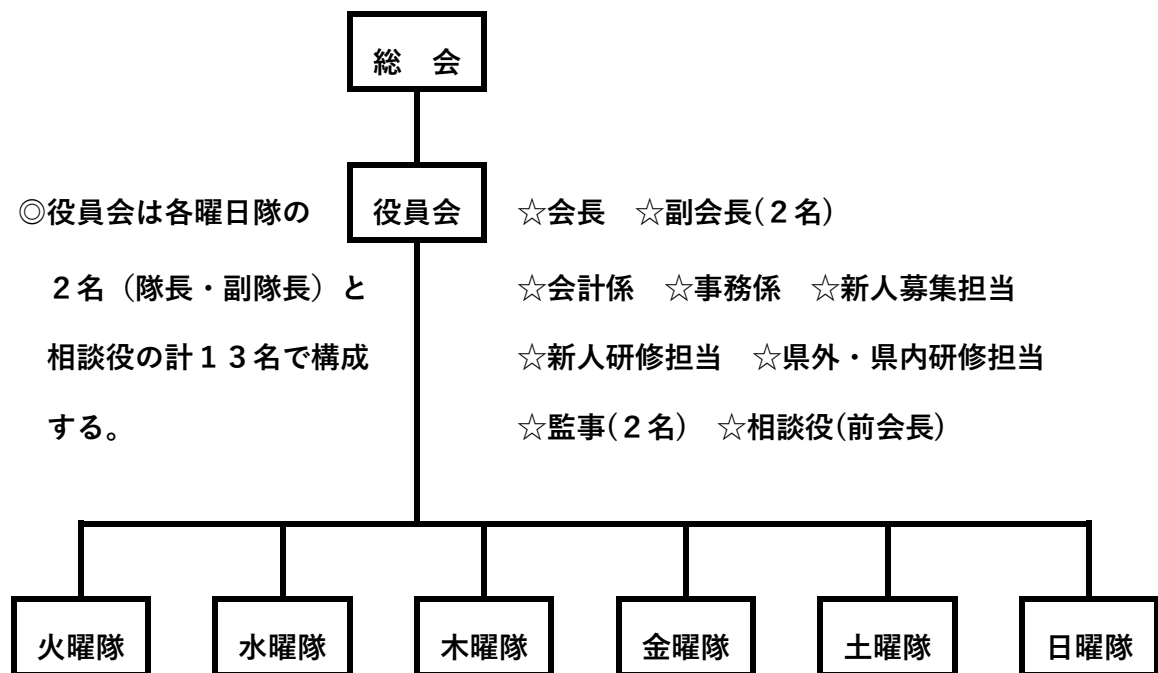 総　会
◎役員会は各曜日隊の
２名（隊長・副隊長）と
相談役の計１３名で構成
する。
役員会
☆会長　☆副会長(２名)
☆会計係　☆事務係　☆新人募集担当
☆新人研修担当　☆県外・県内研修担当
☆監事(２名)　☆相談役(前会長)
火曜隊　水曜隊　木曜隊　金曜隊　土曜隊　日曜隊